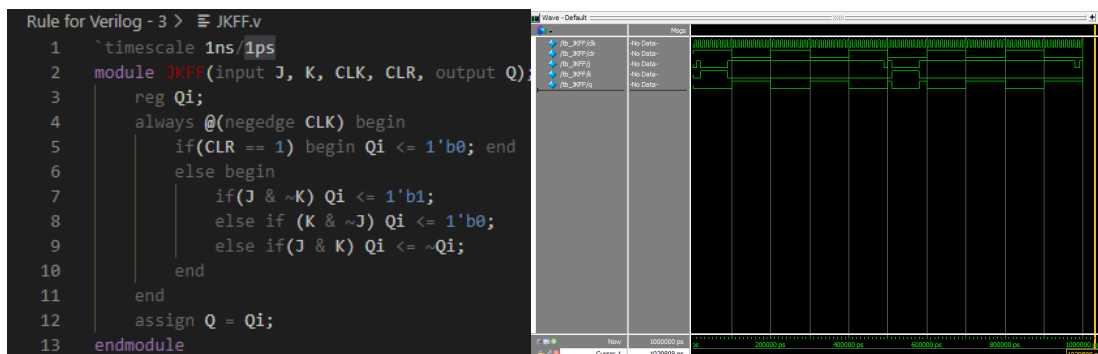 Rule for Verilog - 3 > JKFF.v
1 `timescale 1ns/1ps
2 module JKFF(input J, K, CLK, CLR, output Q);
3 reg Qi;
4 always @(negedge CLK) begin
5 if(CLR == 1) begin Qi <= 1'b0; end
6 else begin
7 if(J & ~K) Qi <= 1'b1;
8 else if (K & ~J) Qi <= 1'b0;
9 else if(J & K) Qi <= ~Qi;
10 end
11 end
12 assign Q = Qi;
13 endmodule
Wave - Default
Msgs
/tb_JKFF/clk -No Data-
/tb_JKFF/clr -No Data-
/tb_JKFF/j -No Data-
/tb_JKFF/k -No Data-
/tb_JKFF/q -No Data-
Now 1000000 ps
ps 200000 ps 400000 ps 600000 ps 800000 ps 1000000
Cursor 1